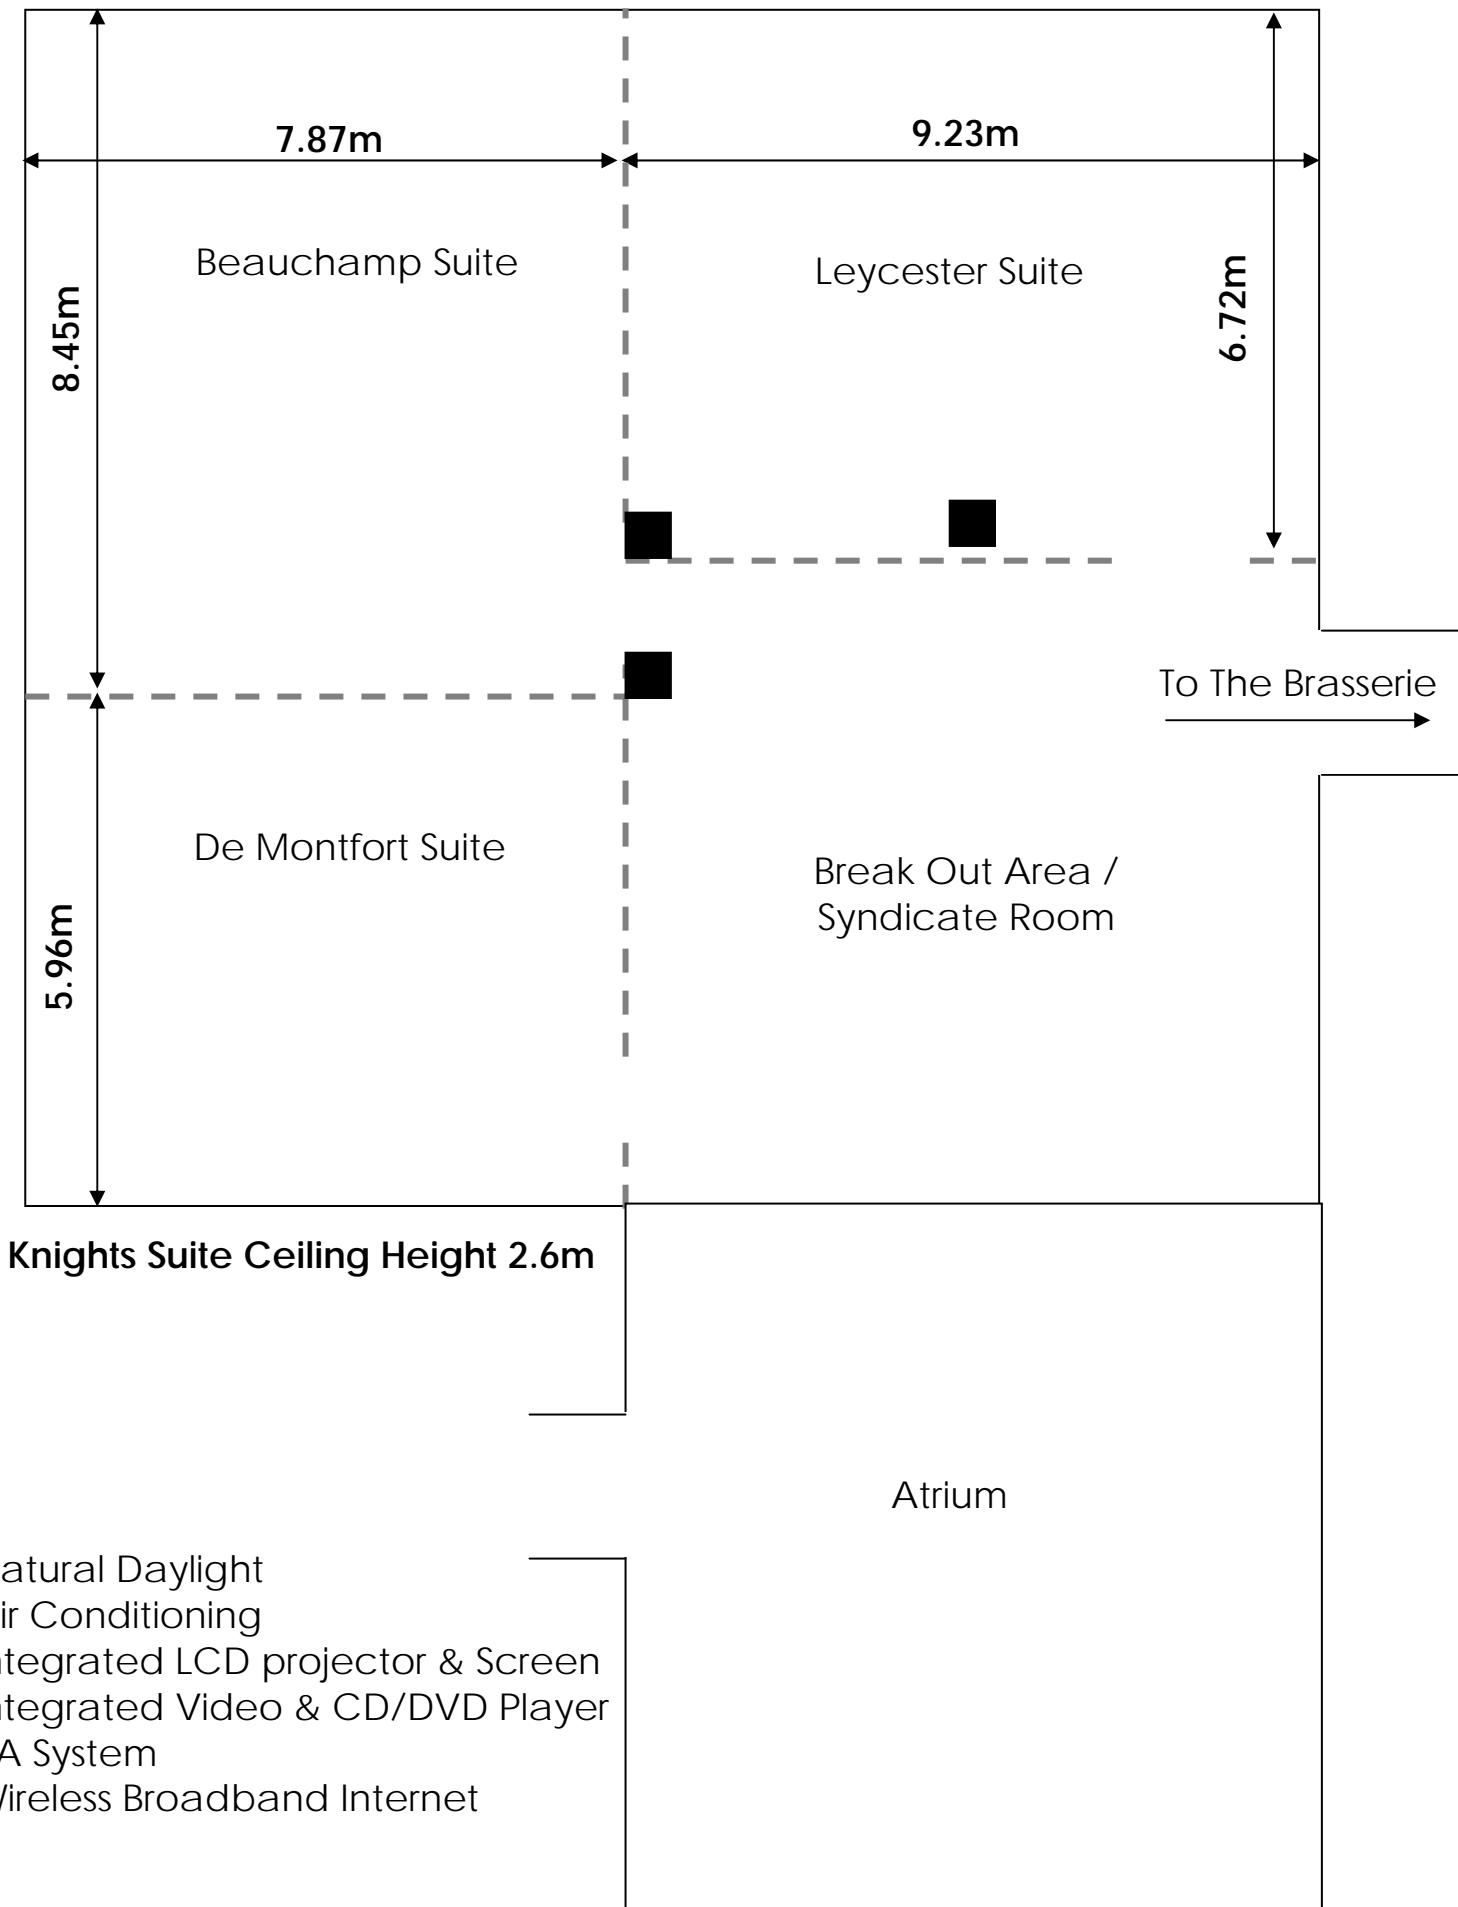 7.87m
9.23m
Beauchamp Suite
Leycester Suite
8.45m
6.72m
To The Brasserie
De Montfort Suite
Break Out Area /
Syndicate Room
5.96m
Knights Suite Ceiling Height 2.6m
Atrium
atural Daylight
ir Conditioning
ntegrated LCD projector & Screen
ntegrated Video & CD/DVD Player
A System
Wireless Broadband Internet